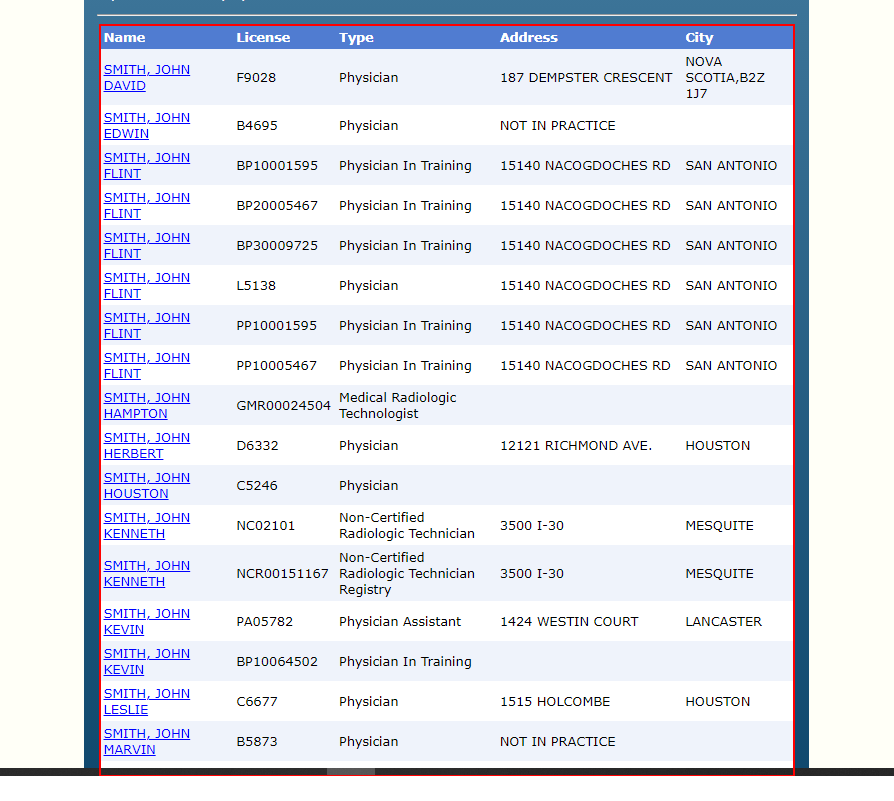 Name License Type Address City
SMITH, JOHN DAVID F9028 Physician 187 DEMPSTER CRESCENT NOVA SCOTIA,B2Z 1J7
SMITH, JOHN EDWIN B4695 Physician NOT IN PRACTICE
SMITH, JOHN FLINT BP10001595 Physician In Training 15140 NACOGDOCHES RD SAN ANTONIO
SMITH, JOHN FLINT BP20005467 Physician In Training 15140 NACOGDOCHES RD SAN ANTONIO
SMITH, JOHN FLINT BP30009725 Physician In Training 15140 NACOGDOCHES RD SAN ANTONIO
SMITH, JOHN FLINT L5138 Physician 15140 NACOGDOCHES RD SAN ANTONIO
SMITH, JOHN FLINT PP10001595 Physician In Training 15140 NACOGDOCHES RD SAN ANTONIO
SMITH, JOHN FLINT PP10005467 Physician In Training 15140 NACOGDOCHES RD SAN ANTONIO
SMITH, JOHN HAMPTON GMR00024504 Medical Radiologic Technologist
SMITH, JOHN HERBERT D6332 Physician 12121 RICHMOND AVE. HOUSTON
SMITH, JOHN HOUSTON C5246 Physician
SMITH, JOHN KENNETH NC02101 Non-Certified Radiologic Technician 3500 I-30 MESQUITE
SMITH, JOHN KENNETH NCR00151167 Non-Certified Radiologic Technician Registry 3500 I-30 MESQUITE
SMITH, JOHN KEVIN PA05782 Physician Assistant 1424 WESTIN COURT LANCASTER
SMITH, JOHN KEVIN BP10064502 Physician In Training
SMITH, JOHN LESLIE C6677 Physician 1515 HOLCOMBE HOUSTON
SMITH, JOHN MARVIN B5873 Physician NOT IN PRACTICE